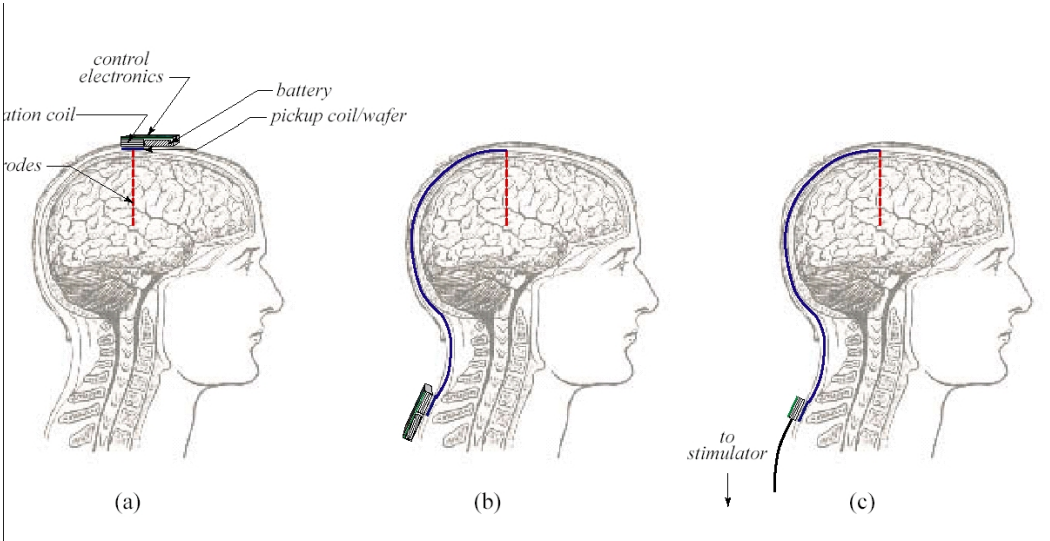 control
electronics
battery
ation coil
pickup coil/wafer
rodes
to
stimulator
(a)
(b)
(c)